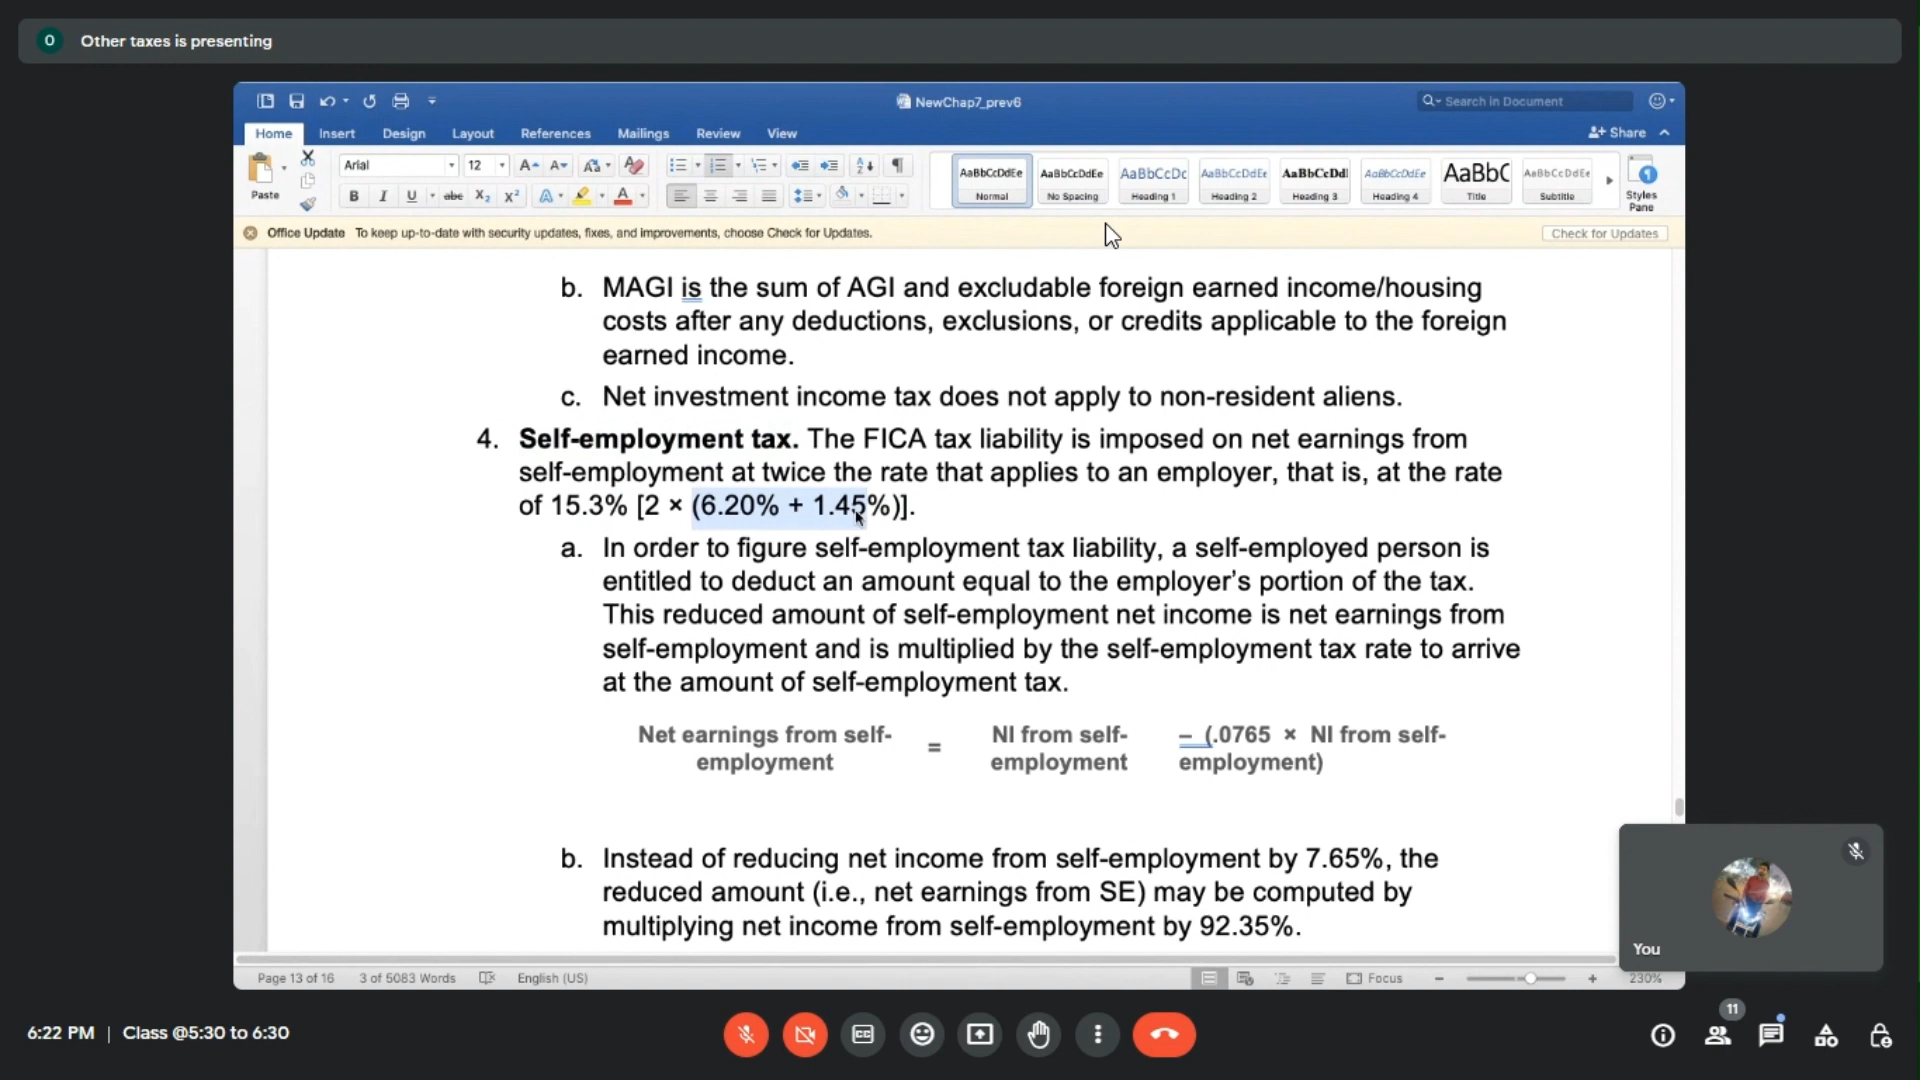 O Other taxes is presenting
NewChap7_prev6
Search in Document
Home Insert Design Layout References Mailings Review View
Share
Paste
Arial 12
AaBbCcDdEe AaBbCcDdEe AaBbCcDc AaBbCcDdEe AaBbCcDdI AaBbCcDdEe AaBbC AaBbCcDdEe
B I U abc X₂ X²
Normal No Spacing Heading 1 Heading 2 Heading 3 Heading 4 Title Subtitle
Styles Pane
Office Update To keep up-to-date with security updates, fixes, and improvements, choose Check for Updates.
Check for Updates
b. MAGI is the sum of AGI and excludable foreign earned income/housing
costs after any deductions, exclusions, or credits applicable to the foreign
earned income.
c. Net investment income tax does not apply to non-resident aliens.
4. Self-employment tax. The FICA tax liability is imposed on net earnings from
self-employment at twice the rate that applies to an employer, that is, at the rate
of 15.3% [2 × (6.20% + 1.45%)].
a. In order to figure self-employment tax liability, a self-employed person is
entitled to deduct an amount equal to the employer’s portion of the tax.
This reduced amount of self-employment net income is net earnings from
self-employment and is multiplied by the self-employment tax rate to arrive
at the amount of self-employment tax.
Net earnings from self- NI from self- – (.0765 × NI from self-
=
employment employment employment)
b. Instead of reducing net income from self-employment by 7.65%, the
reduced amount (i.e., net earnings from SE) may be computed by
multiplying net income from self-employment by 92.35%.
You
Page 13 of 16 3 of 5083 Words English (US)
Focus
230%
6:22 PM | Class @5:30 to 6:30
CC
11